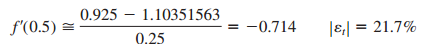 f'(0.5) ≅ 0.925 − 1.10351563 / 0.25 = −0.714 |εₜ| = 21.7%